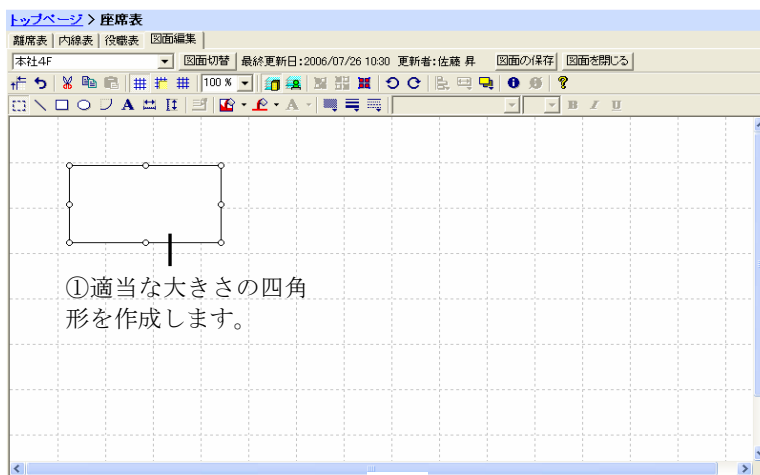 トップページ > 座席表
離席表 内線表 役職表 図面編集
本社4F 図面切替 最終更新日:2006/07/26 10:30 更新者:佐藤 昇 図面の保存 図面を閉じる
100 %
A A B I U
①適当な大きさの四角
形を作成します。